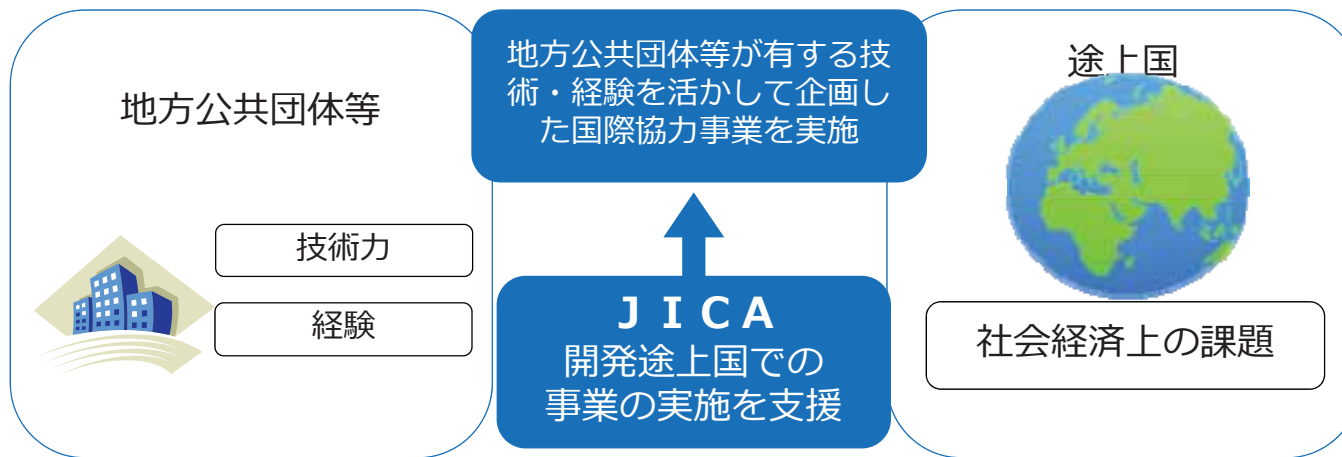 地方公共団体等
技術力
経験
地方公共団体等が有する技
術・経験を活かして企画し
た国際協力事業を実施
ＪＩＣＡ
開発途上国での
事業の実施を支援
途上国
社会経済上の課題